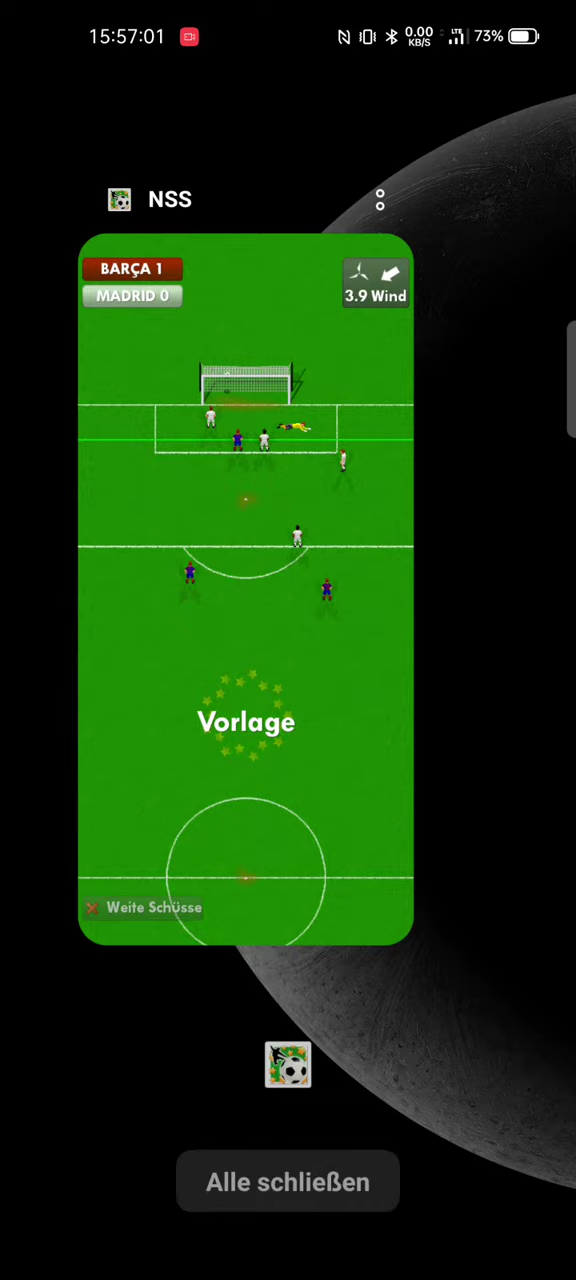 15:57:01
0.00
KB/S
LTE
73%
NSS
BARÇA 1
MADRID 0
3.9 Wind
Vorlage
Weite Schüsse
Alle schließen